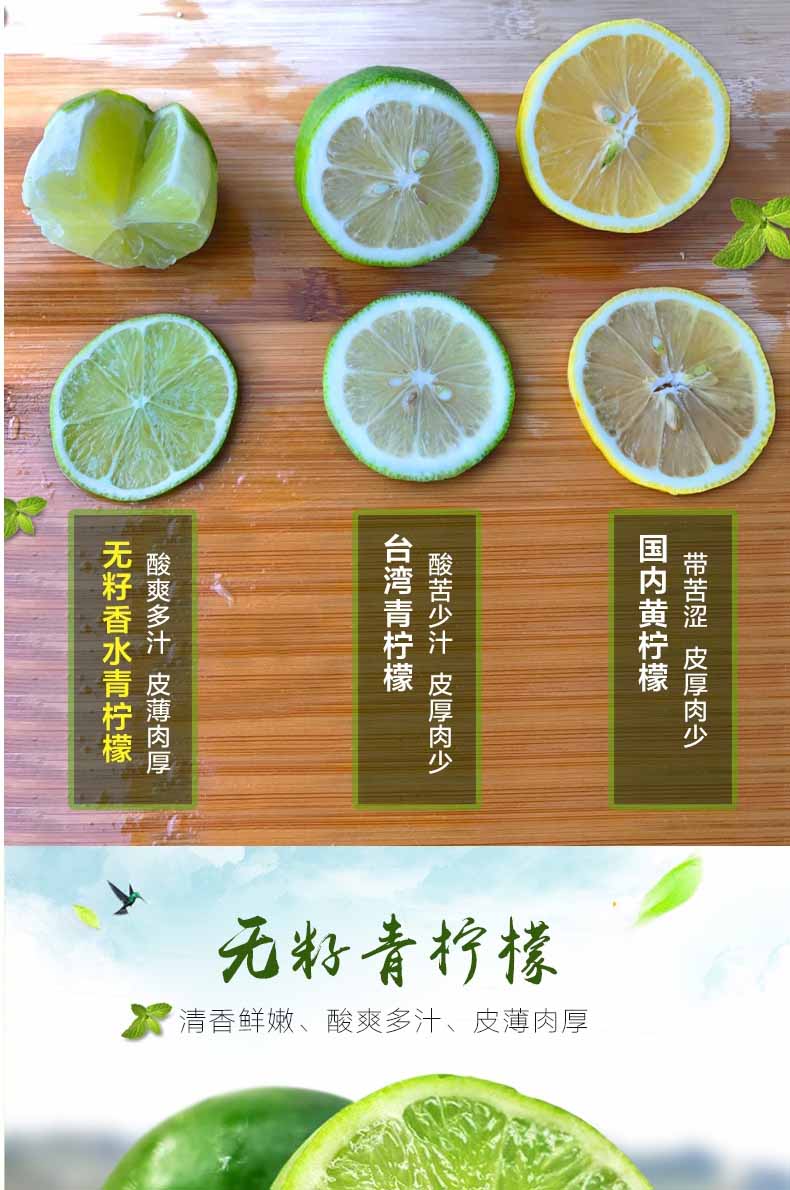 无籽香水青柠檬
酸爽多汁 皮薄肉厚
台湾青柠檬
酸苦少汁 皮厚肉少
国内黄柠檬
带苦涩 皮厚肉少
无籽青柠檬
清香鲜嫩、酸爽多汁、皮薄肉厚